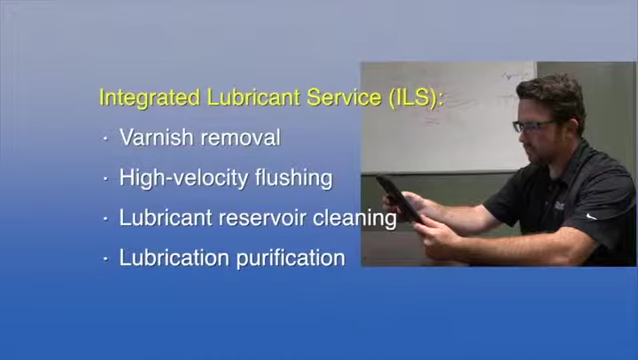 Integrated Lubricant Service (ILS):
· Varnish removal
· High-velocity flushing
· Lubricant reservoir cleaning
· Lubrication purification